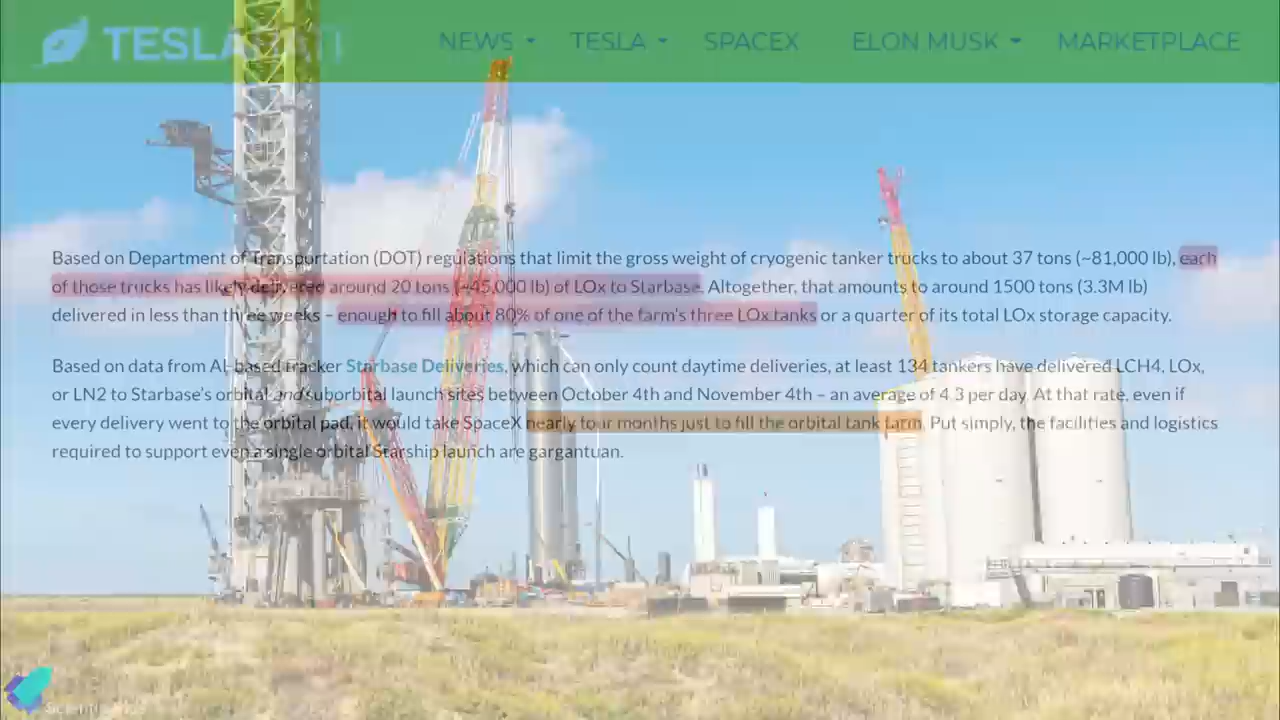 TESLARATI
NEWS TESLA SPACEX ELON MUSK MARKETPLACE
Based on Department of Transportation (DOT) regulations that limit the gross weight of cryogenic tanker trucks to about 37 tons (~81,000 lb), each
of those trucks has likely delivered around 20 tons (~45,000 lb) of LOx to Starbase. Altogether, that amounts to around 1500 tons (3.3M lb)
delivered in less than three weeks – enough to fill about 80% of one of the farm's three LOx tanks or a quarter of its total LOx storage capacity.
Based on data from AI-based tracker Starbase Deliveries, which can only count daytime deliveries, at least 134 tankers have delivered LCH4, LOx,
or LN2 to Starbase's orbital and suborbital launch sites between October 4th and November 4th – an average of 4.3 per day. At that rate, even if
every delivery went to the orbital pad, it would take SpaceX nearly four months just to fill the orbital tank farm. Put simply, the facilities and logistics
required to support even a single orbital Starship launch are gargantuan.